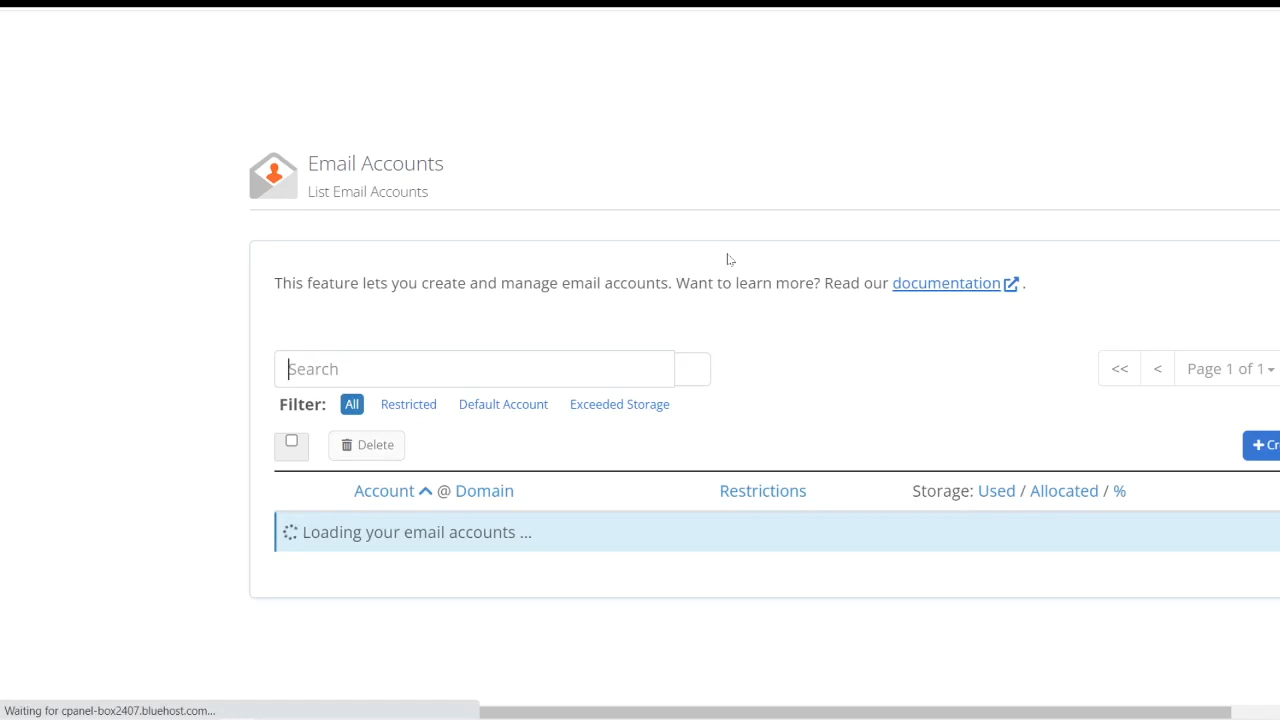 Email Accounts
List Email Accounts
This feature lets you create and manage email accounts. Want to learn more? Read our documentation .
Search
<< < Page 1 of 1
Filter: All Restricted Default Account Exceeded Storage
Delete + Cr
Account @ Domain Restrictions Storage: Used / Allocated / %
Loading your email accounts ...
Waiting for cpanel-box2407.bluehost.com...